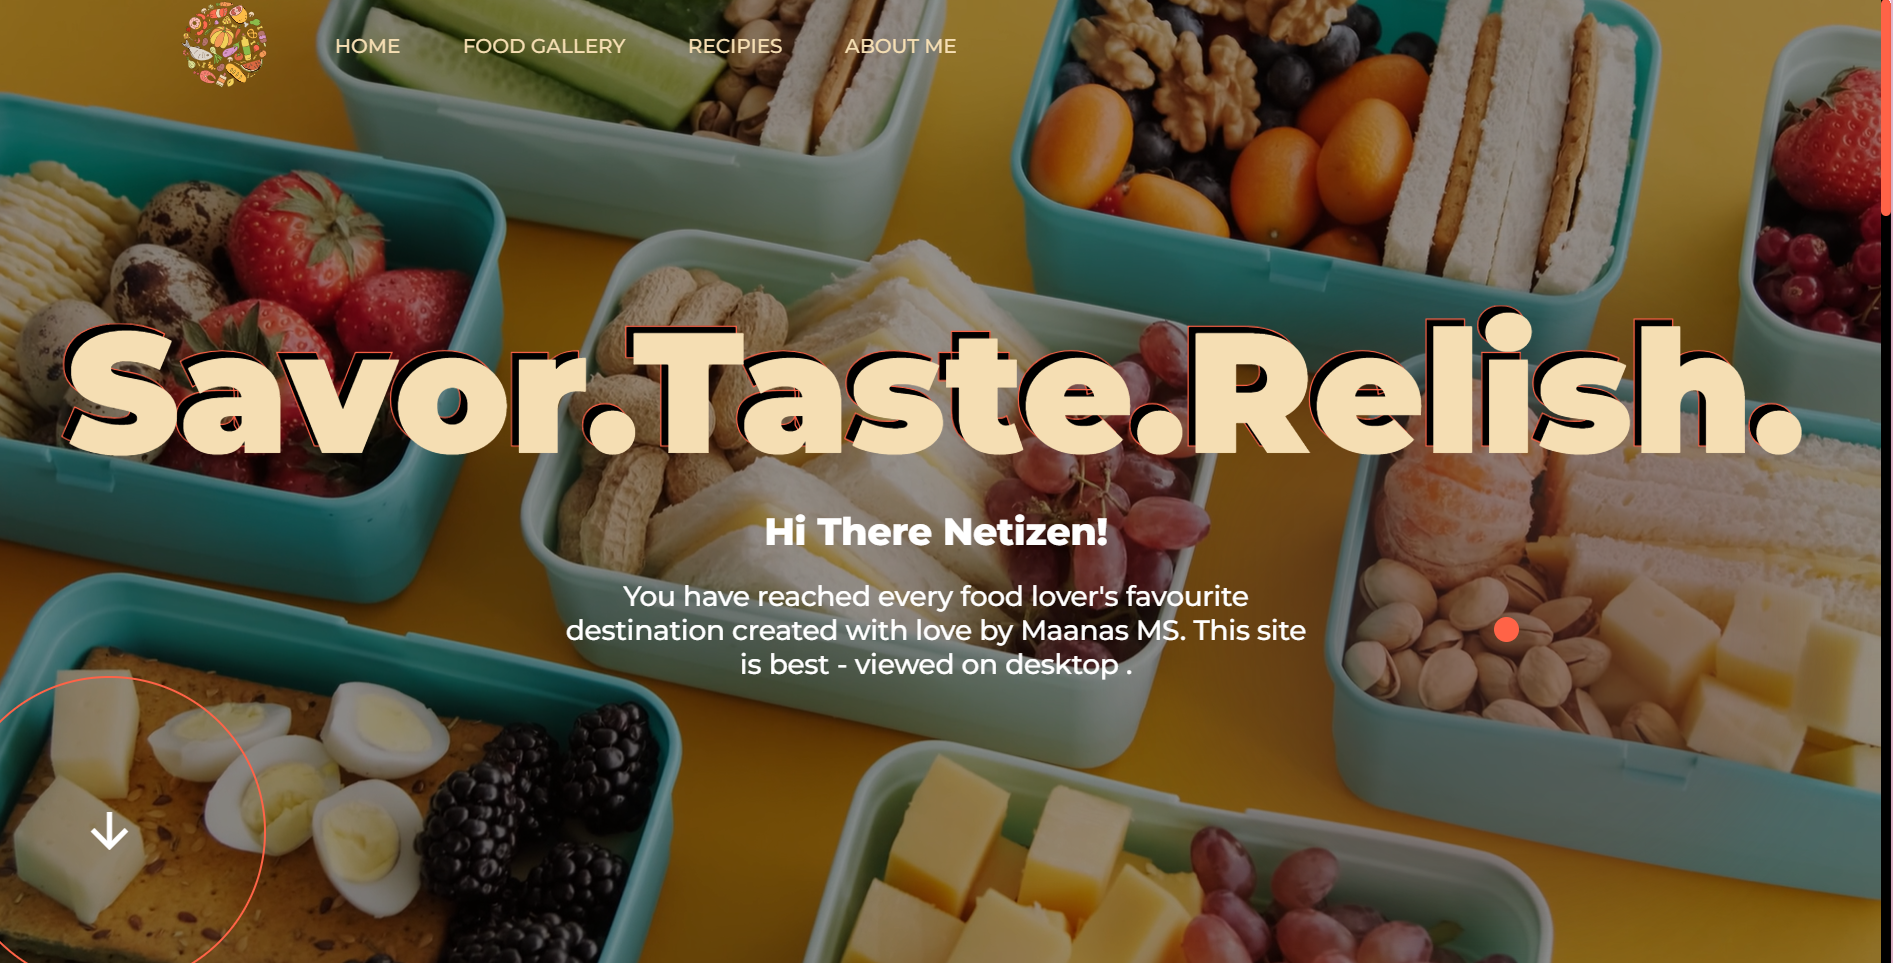 HOME FOOD GALLERY RECIPIES ABOUT ME
Savor.Taste.Relish.
Hi There Netizen!
You have reached every food lover's favourite
destination created with love by Maanas MS. This site
is best - viewed on desktop .